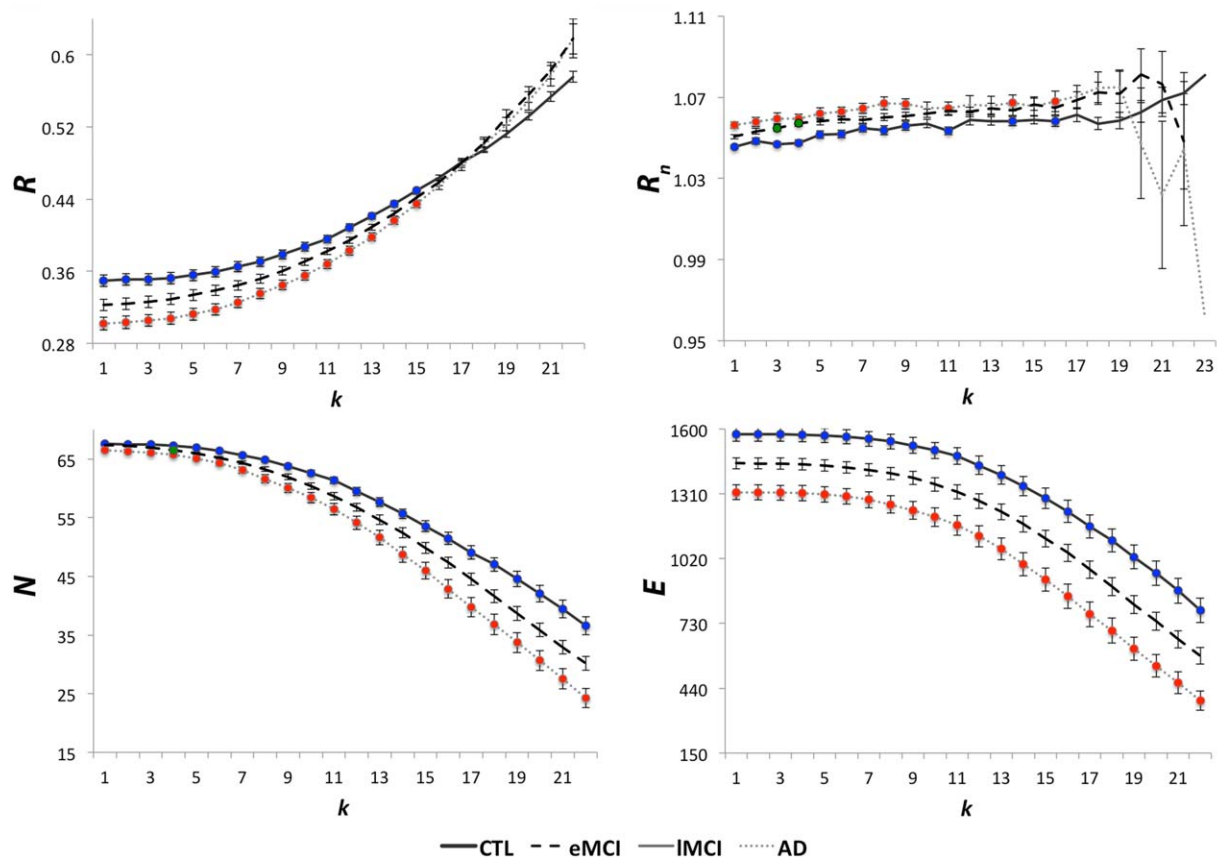 R
0.6
0.52
0.44
0.36
0.28
1 3 5 7 9 11 13 15 17 19 21
k
Rn
1.11
1.07
1.03
0.99
0.95
1 3 5 7 9 11 13 15 17 19 21 23
k
N
65
55
45
35
25
15
1 3 5 7 9 11 13 15 17 19 21
k
E
1600
1310
1020
730
440
150
1 3 5 7 9 11 13 15 17 19 21
k
CTL eMCI lMCI AD